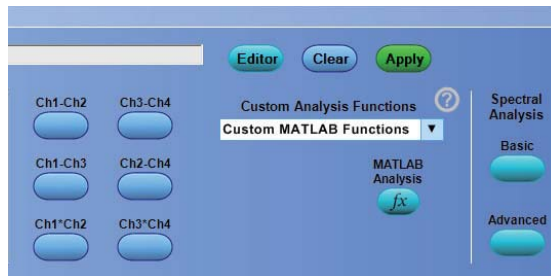 Editor Clear Apply
Ch1-Ch2 Ch3-Ch4
Custom Analysis Functions ?
Custom MATLAB Functions
Spectral
Analysis
Ch1-Ch3 Ch2-Ch4
MATLAB
Analysis
fx
Basic
Ch1*Ch2 Ch3*Ch4
Advanced